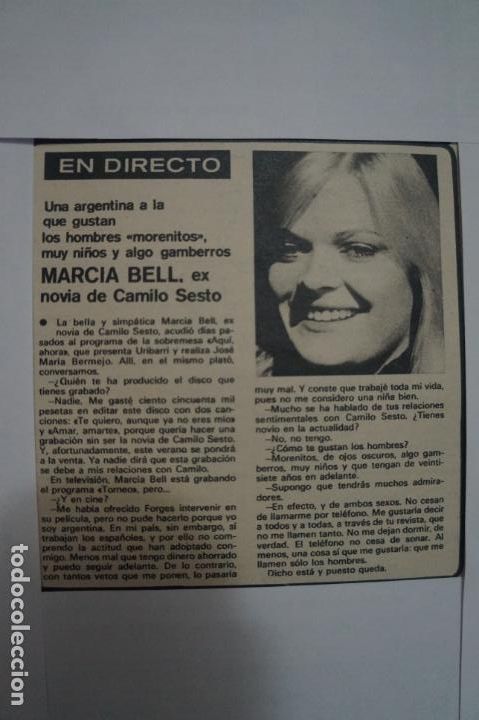 EN DIRECTO
Una argentina a la
que gustan
los hombres «morenitos»,
muy niños y algo gamberros
MARCIA BELL, ex
novia de Camilo Sesto
● La bella y simpática Marcia Bell, ex
novia de Camilo Sesto, acudió días pa-
sados al programa de la sobremesa «Aquí,
ahora», que presenta Uribarri y realiza José
María Bermejo. Allí, en el mismo plató,
conversamos.
—¿Quién te ha producido el disco que
tienes grabado?
—Nadie. Me gasté ciento cincuenta mil
pesetas en editar este disco con dos can-
ciones: «Te quiero, aunque ya no eres mío»
y «Amar, amarte», porque quería hacer una
grabación sin ser la novia de Camilo Sesto.
Y, afortunadamente, este verano se pondrá
a la venta. Ya nadie dirá que esta grabación
se debe a mis relaciones con Camilo.
En televisión, Marcia Bell está grabando
el programa «Torneo», pero...
—¿Y en cine?
—Me había ofrecido Forges intervenir en
su película, pero no pude hacerlo porque yo
soy argentina. En mi país, sin embargo, sí
trabajan los españoles, y por ello no com-
prendo la actitud que han adoptado con-
migo. Menos mal que tengo dinero ahorrado
y puedo seguir adelante. De lo contrario,
con tantos vetos que me ponen, lo pasaría
muy mal. Y conste que trabajé toda mi vida,
pues no me considero una niña bien.
—Mucho se ha hablado de tus relaciones
sentimentales con Camilo Sesto. ¿Tienes
novio en la actualidad?
—No, no tengo.
—¿Cómo te gustan los hombres?
—Morenitos, de ojos oscuros, algo gam-
berros, muy niños y que tengan de veinti-
siete años en adelante.
—Supongo que tendrás muchos admira-
dores.
—En efecto, y de ambos sexos. No cesan
de llamarme por teléfono. Me gustaría decir
a todos y a todas, a través de tu revista, que
no me llamen tanto. No me dejan dormir, de
verdad. El teléfono no cesa de sonar. Al
menos, una cosa sí que me gustaría: que me
llamen sólo los hombres.
Dicho está y puesto queda.
todocoleccion.net